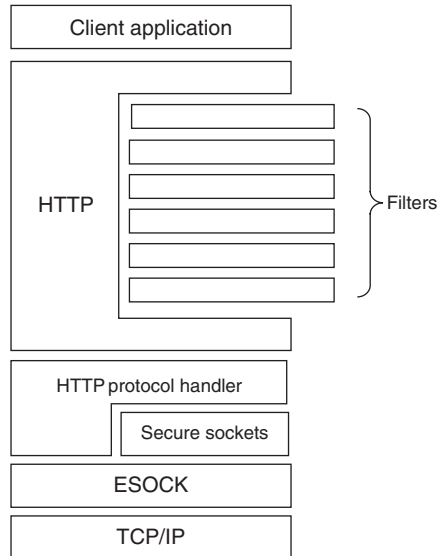 Client application
HTTP
Filters
HTTP protocol handler
Secure sockets
ESOCK
TCP/IP